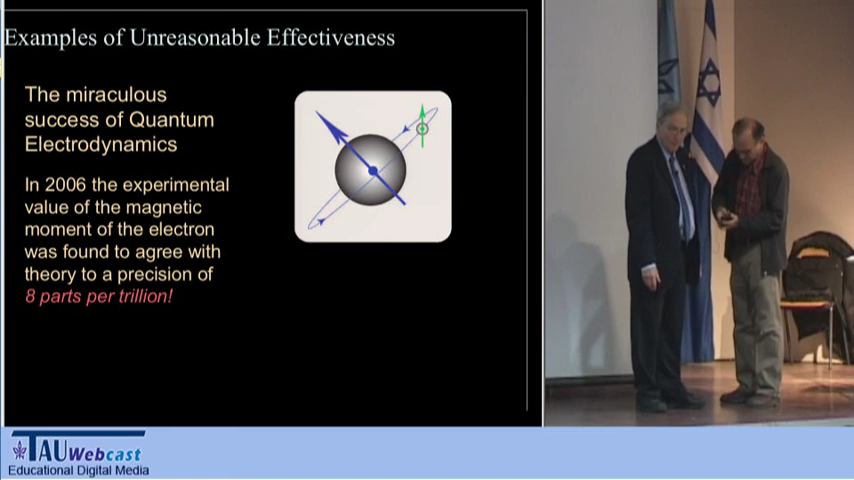 Examples of Unreasonable Effectiveness
The miraculous
success of Quantum
Electrodynamics
In 2006 the experimental
value of the magnetic
moment of the electron
was found to agree with
theory to a precision of
8 parts per trillion!
TAU Webcast
Educational Digital Media